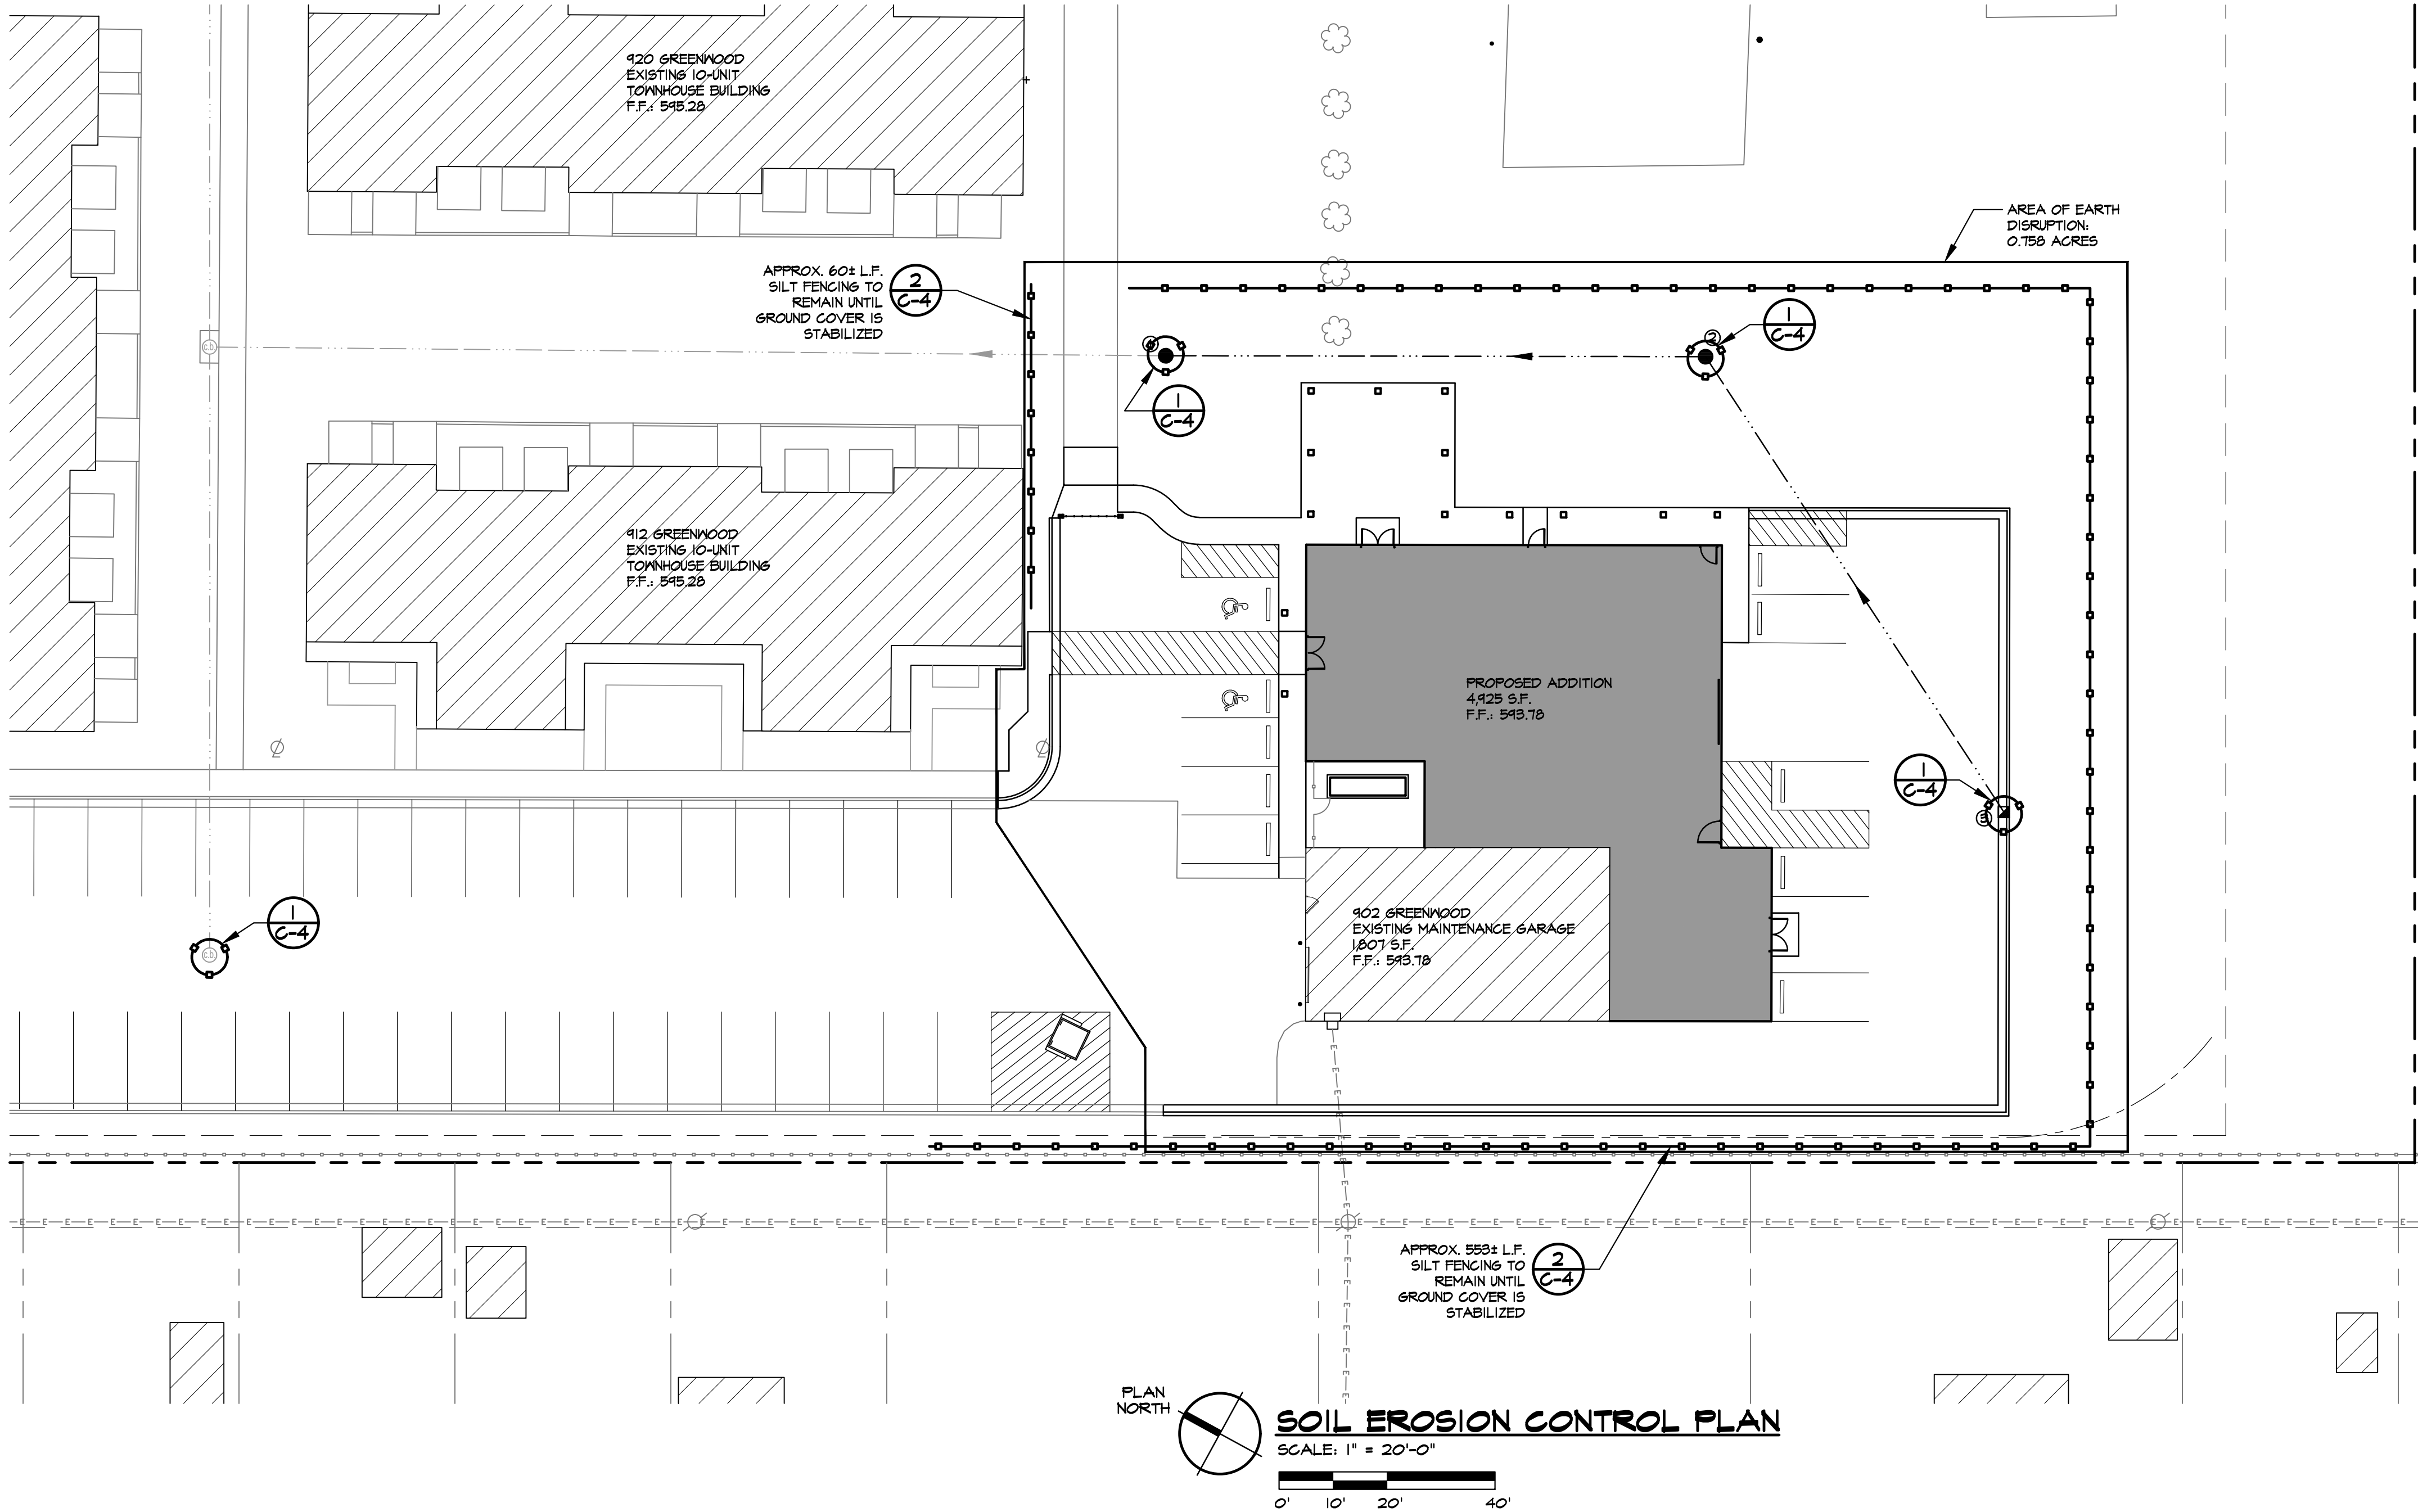 920 GREENWOOD
EXISTING 10-UNIT
TOWNHOUSE BUILDING
F.F.: 595.28
AREA OF EARTH
DISRUPTION:
0.758 ACRES
APPROX. 60± L.F.
SILT FENCING TO
REMAIN UNTIL
GROUND COVER IS
STABILIZED
2
C-4
1
C-4
2
C.B.
1
C-4
912 GREENWOOD
EXISTING 10-UNIT
TOWNHOUSE BUILDING
F.F.: 595.28
PROPOSED ADDITION
4,925 S.F.
F.F.: 593.78
1
C-4
3
1
C-4
C.B.
902 GREENWOOD
EXISTING MAINTENANCE GARAGE
1,807 S.F.
F.F.: 593.78
APPROX. 553± L.F.
SILT FENCING TO
REMAIN UNTIL
GROUND COVER IS
STABILIZED
2
C-4
PLAN
NORTH
SOIL EROSION CONTROL PLAN
SCALE: 1" = 20'-0"
0' 10' 20' 40'